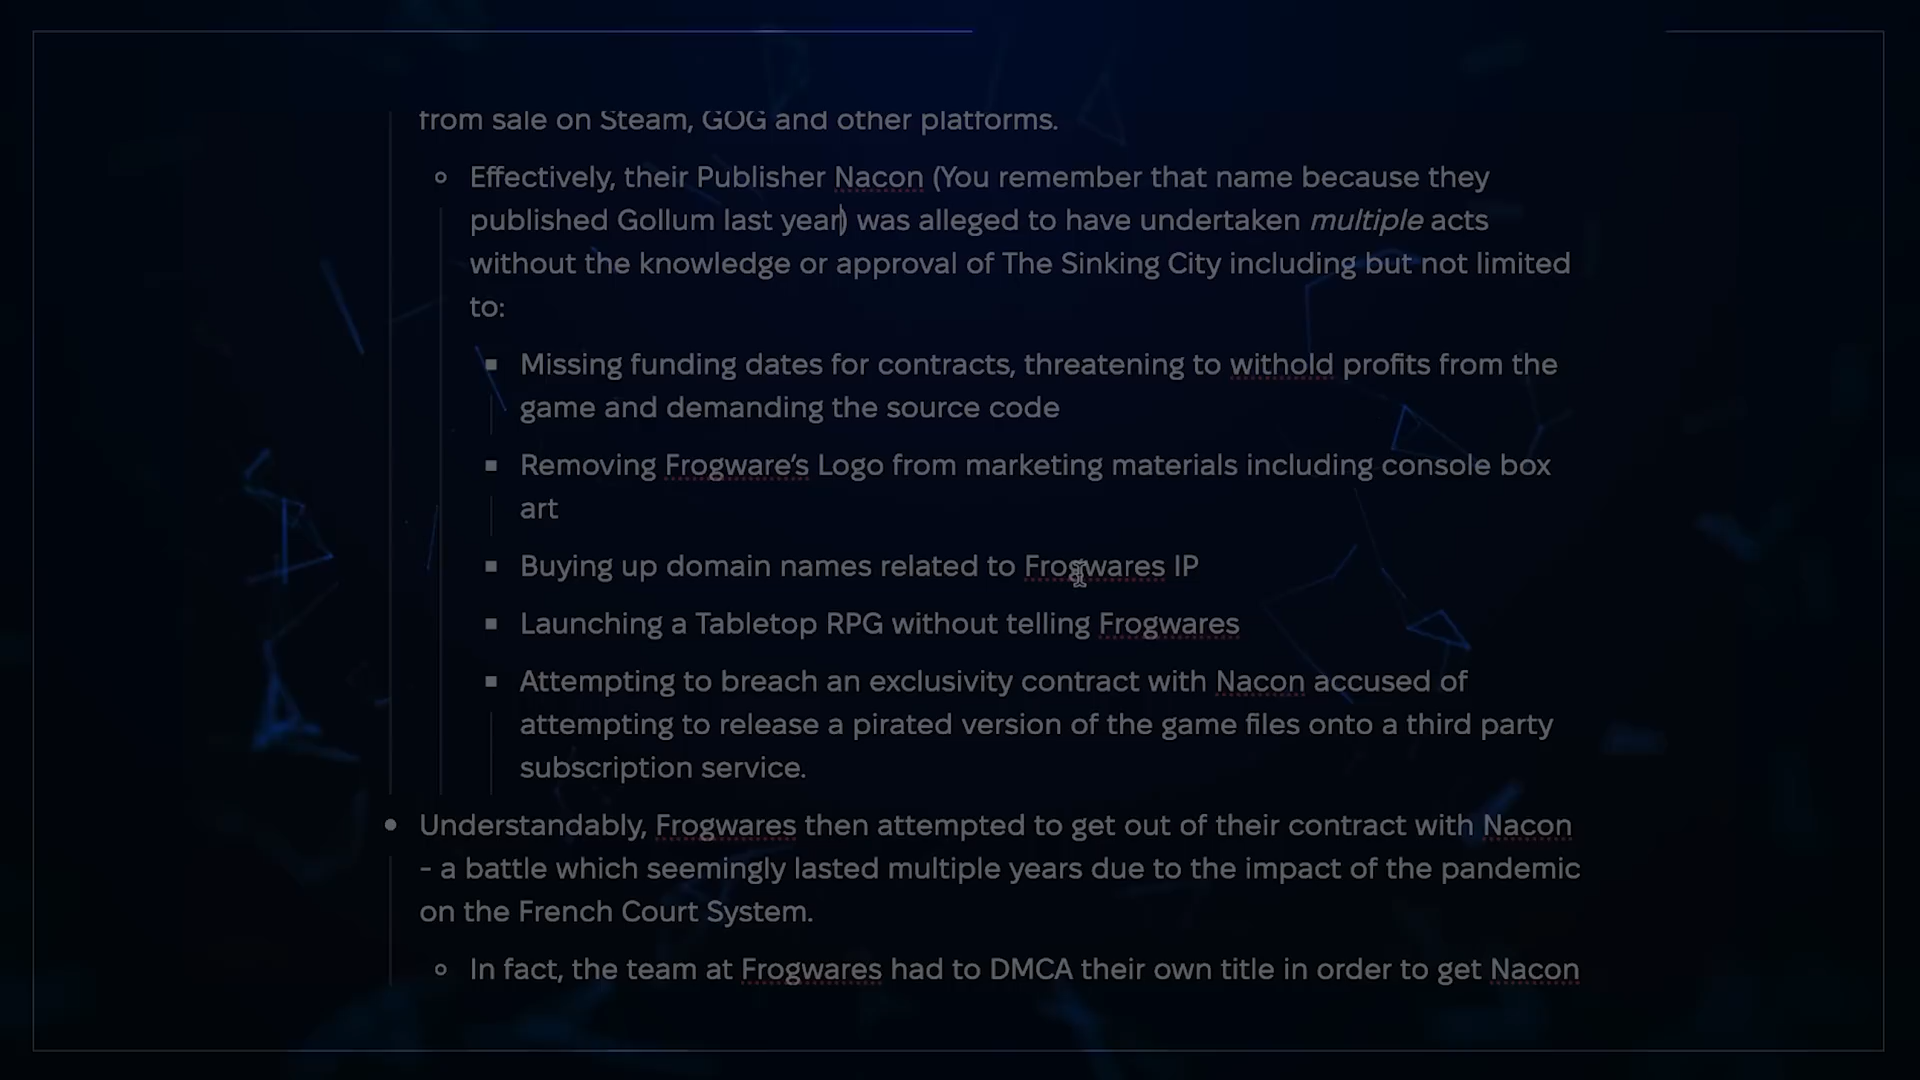 from sale on Steam, GOG and other platforms.
Effectively, their Publisher Nacon (You remember that name because they
published Gollum last year) was alleged to have undertaken multiple acts
without the knowledge or approval of The Sinking City including but not limited
to:
Missing funding dates for contracts, threatening to withold profits from the
game and demanding the source code
Removing Frogware's Logo from marketing materials including console box
art
Buying up domain names related to Frogwares IP
Launching a Tabletop RPG without telling Frogwares
Attempting to breach an exclusivity contract with Nacon accused of
attempting to release a pirated version of the game files onto a third party
subscription service.
Understandably, Frogwares then attempted to get out of their contract with Nacon
- a battle which seemingly lasted multiple years due to the impact of the pandemic
on the French Court System.
In fact, the team at Frogwares had to DMCA their own title in order to get Nacon